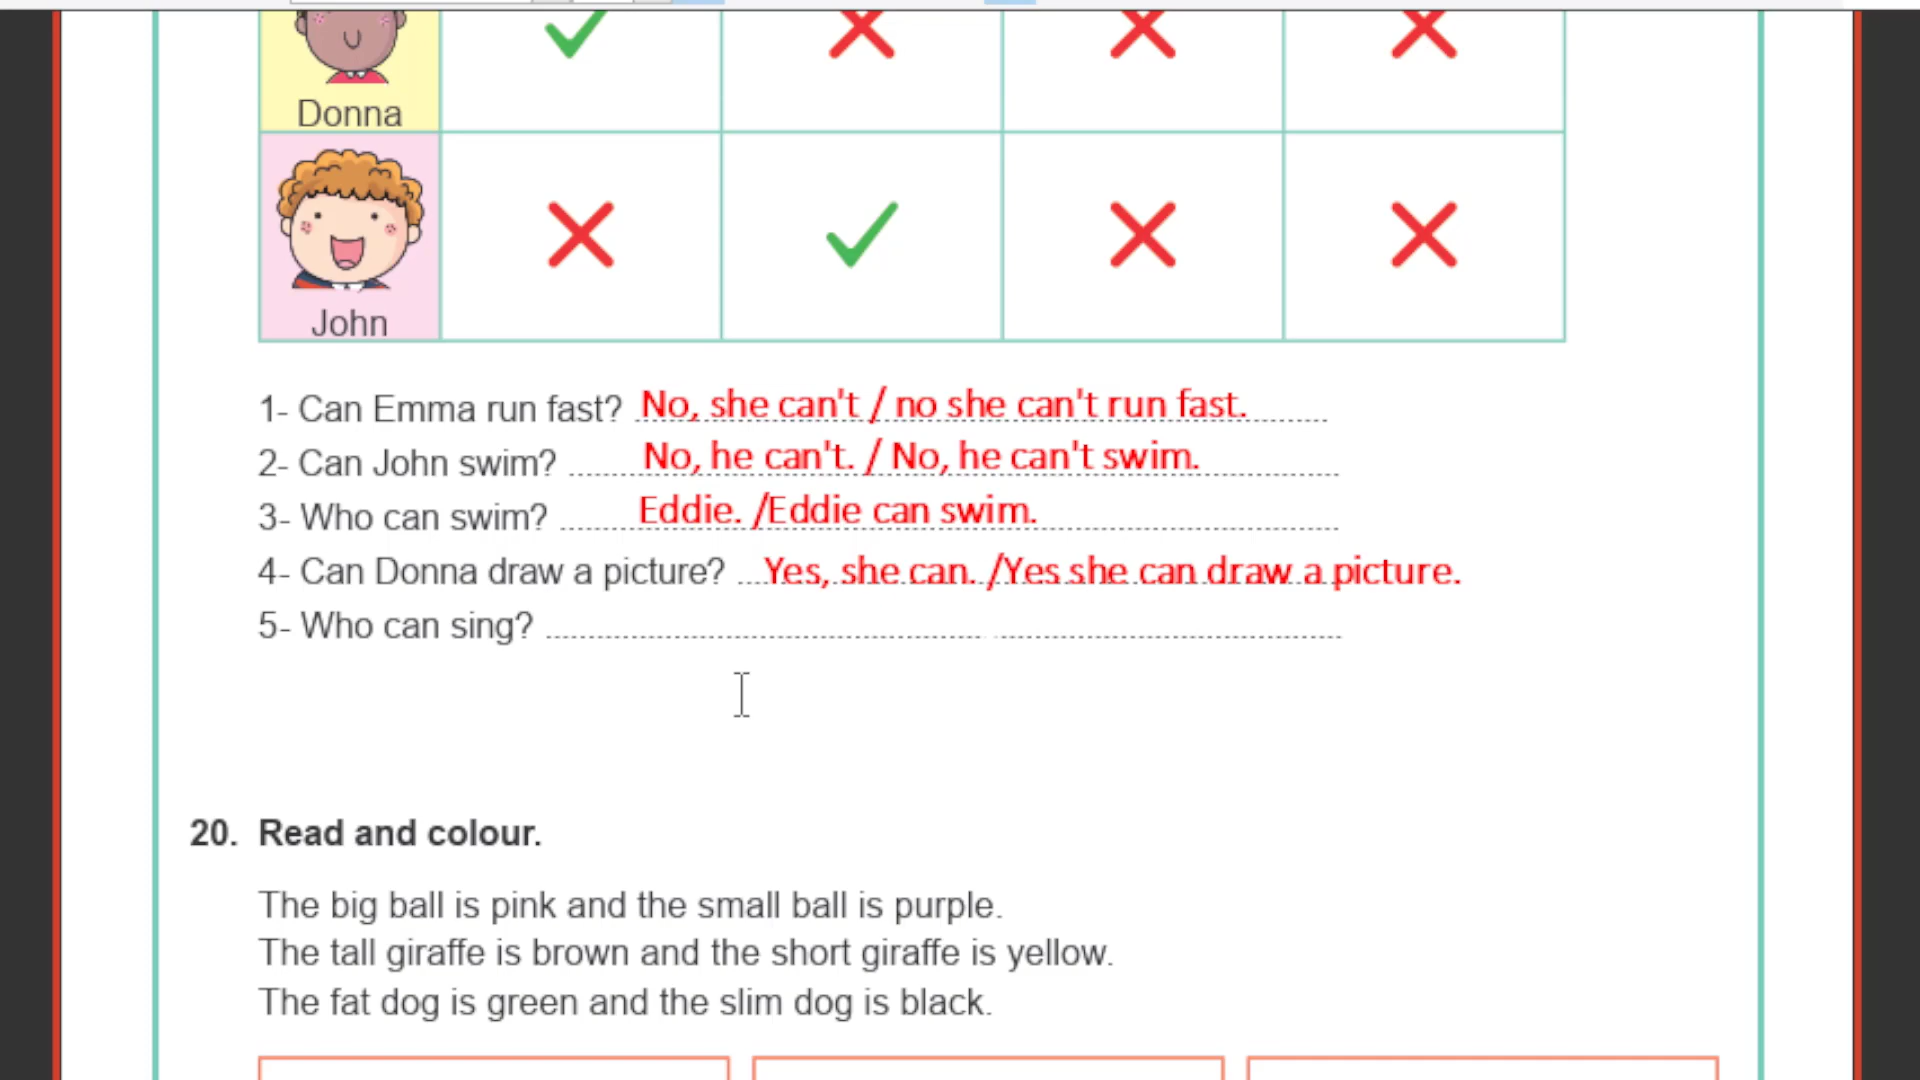 Donna
John
1- Can Emma run fast? No, she can't / no she can't run fast.
2- Can John swim? No, he can't. / No, he can't swim.
3- Who can swim? Eddie. /Eddie can swim.
4- Can Donna draw a picture? Yes, she can. /Yes she can draw a picture.
5- Who can sing?
20. Read and colour.
The big ball is pink and the small ball is purple.
The tall giraffe is brown and the short giraffe is yellow.
The fat dog is green and the slim dog is black.